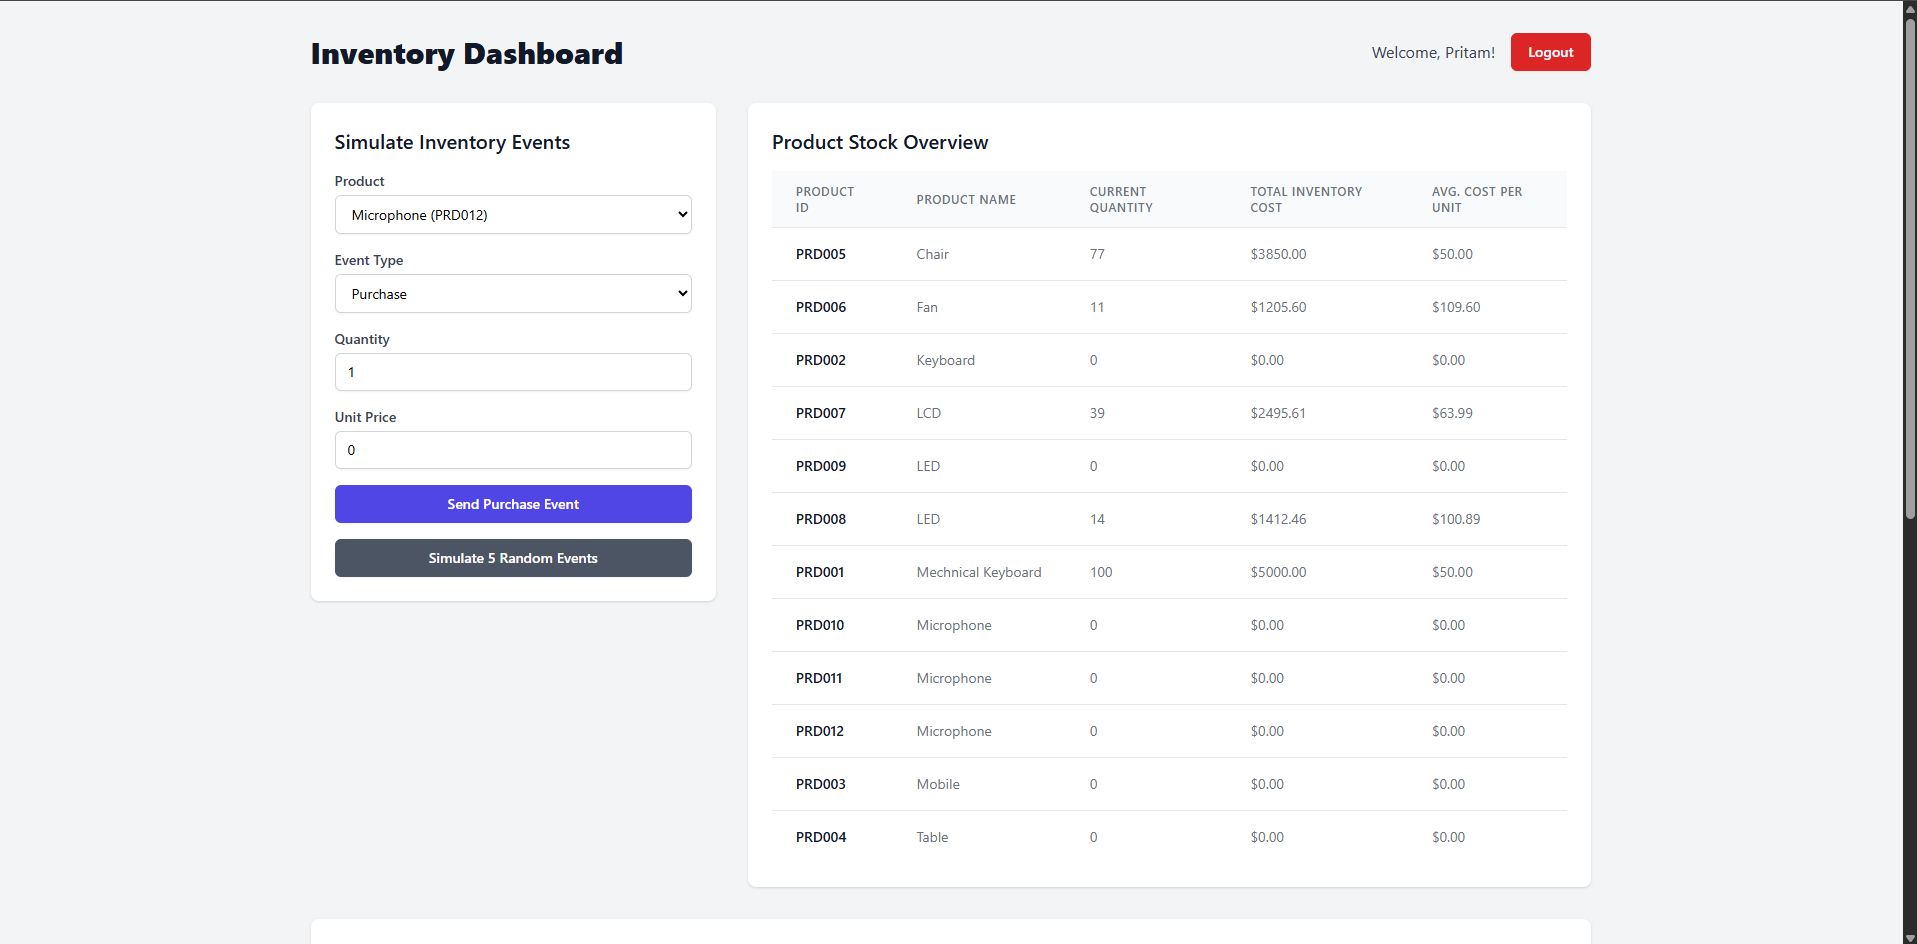 Inventory Dashboard
Welcome, Pritam!
Logout
Simulate Inventory Events
Product
Microphone (PRD012)
Event Type
Purchase
Quantity
1
Unit Price
0
Send Purchase Event
Simulate 5 Random Events
Product Stock Overview
PRODUCT ID PRODUCT NAME CURRENT QUANTITY TOTAL INVENTORY COST AVG. COST PER UNIT
PRD005 Chair 77 $3850.00 $50.00
PRD006 Fan 11 $1205.60 $109.60
PRD002 Keyboard 0 $0.00 $0.00
PRD007 LCD 39 $2495.61 $63.99
PRD009 LED 0 $0.00 $0.00
PRD008 LED 14 $1412.46 $100.89
PRD001 Mechnical Keyboard 100 $5000.00 $50.00
PRD010 Microphone 0 $0.00 $0.00
PRD011 Microphone 0 $0.00 $0.00
PRD012 Microphone 0 $0.00 $0.00
PRD003 Mobile 0 $0.00 $0.00
PRD004 Table 0 $0.00 $0.00